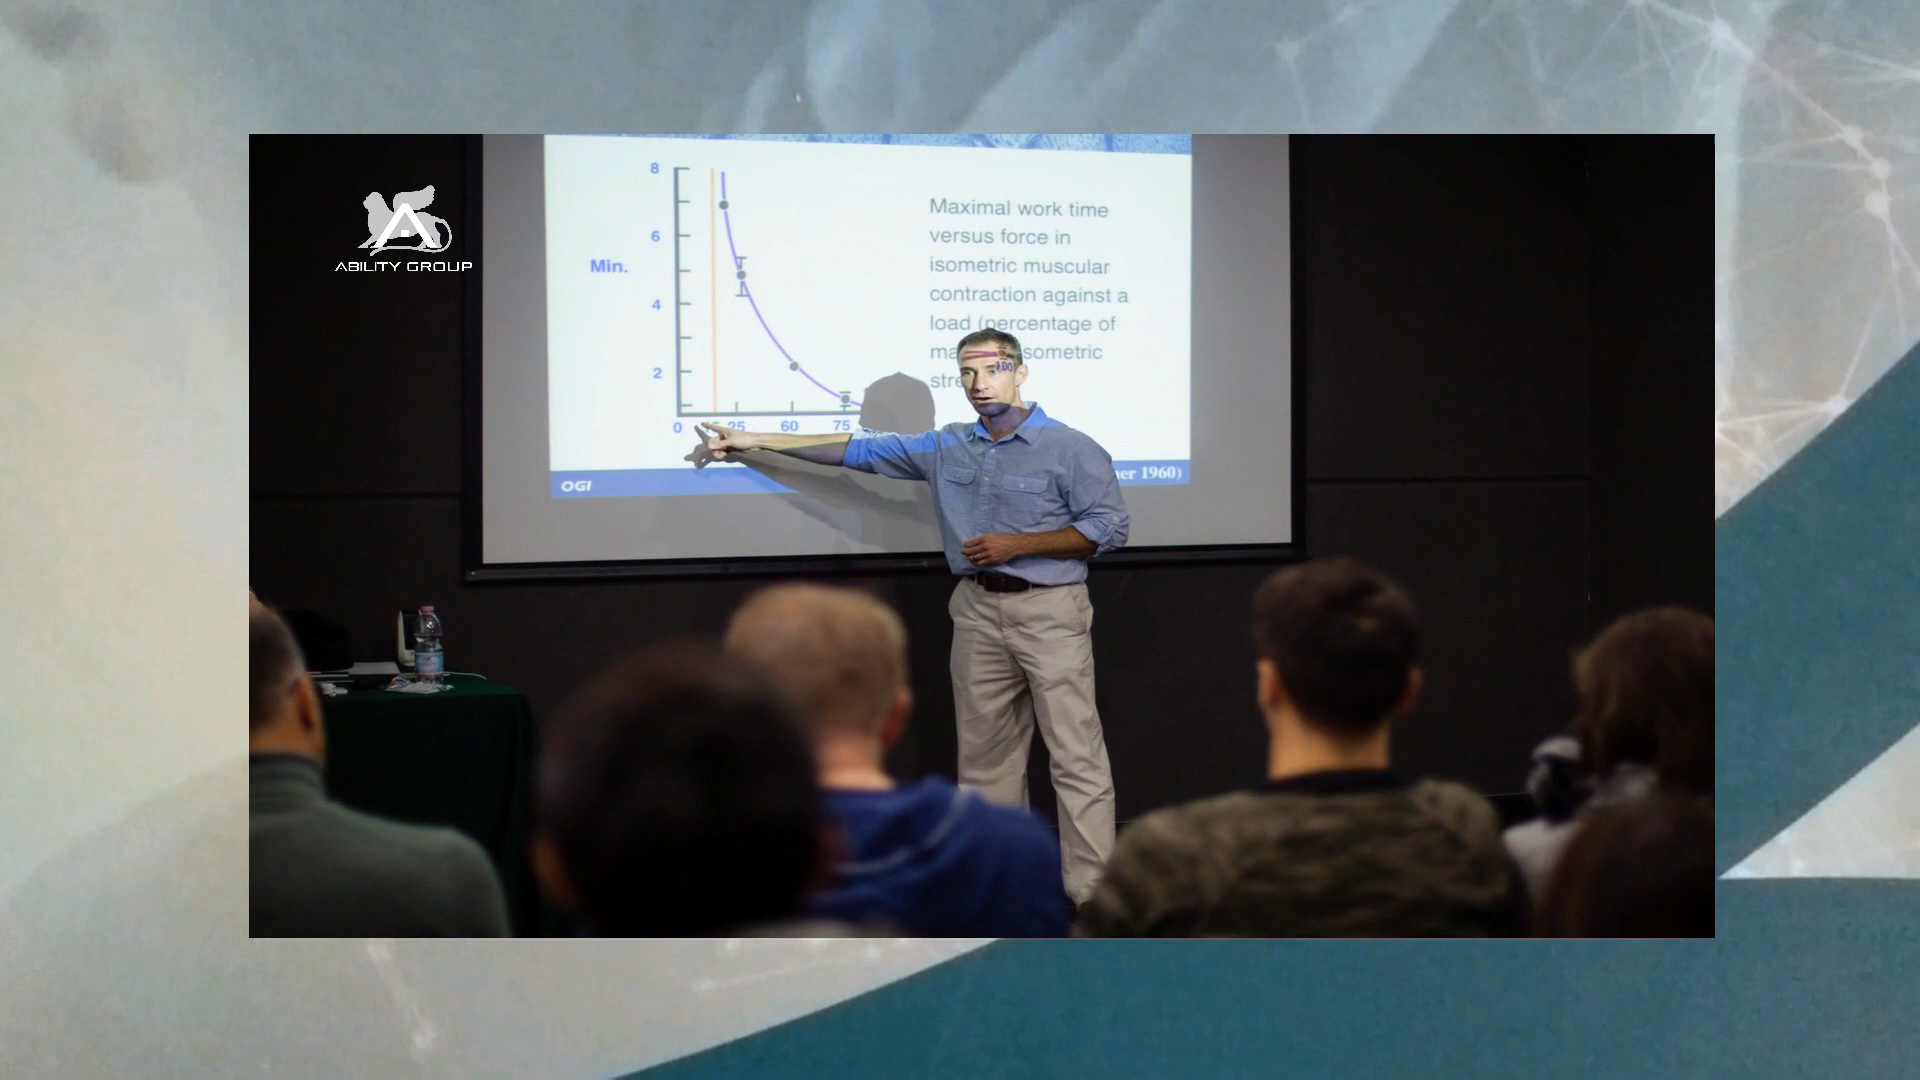 ABILITY GROUP
8
6
Min.
4
2
0 25 60 75
100
Maximal work time
versus force in
isometric muscular
contraction against a
load (percentage of
OGI
1960)